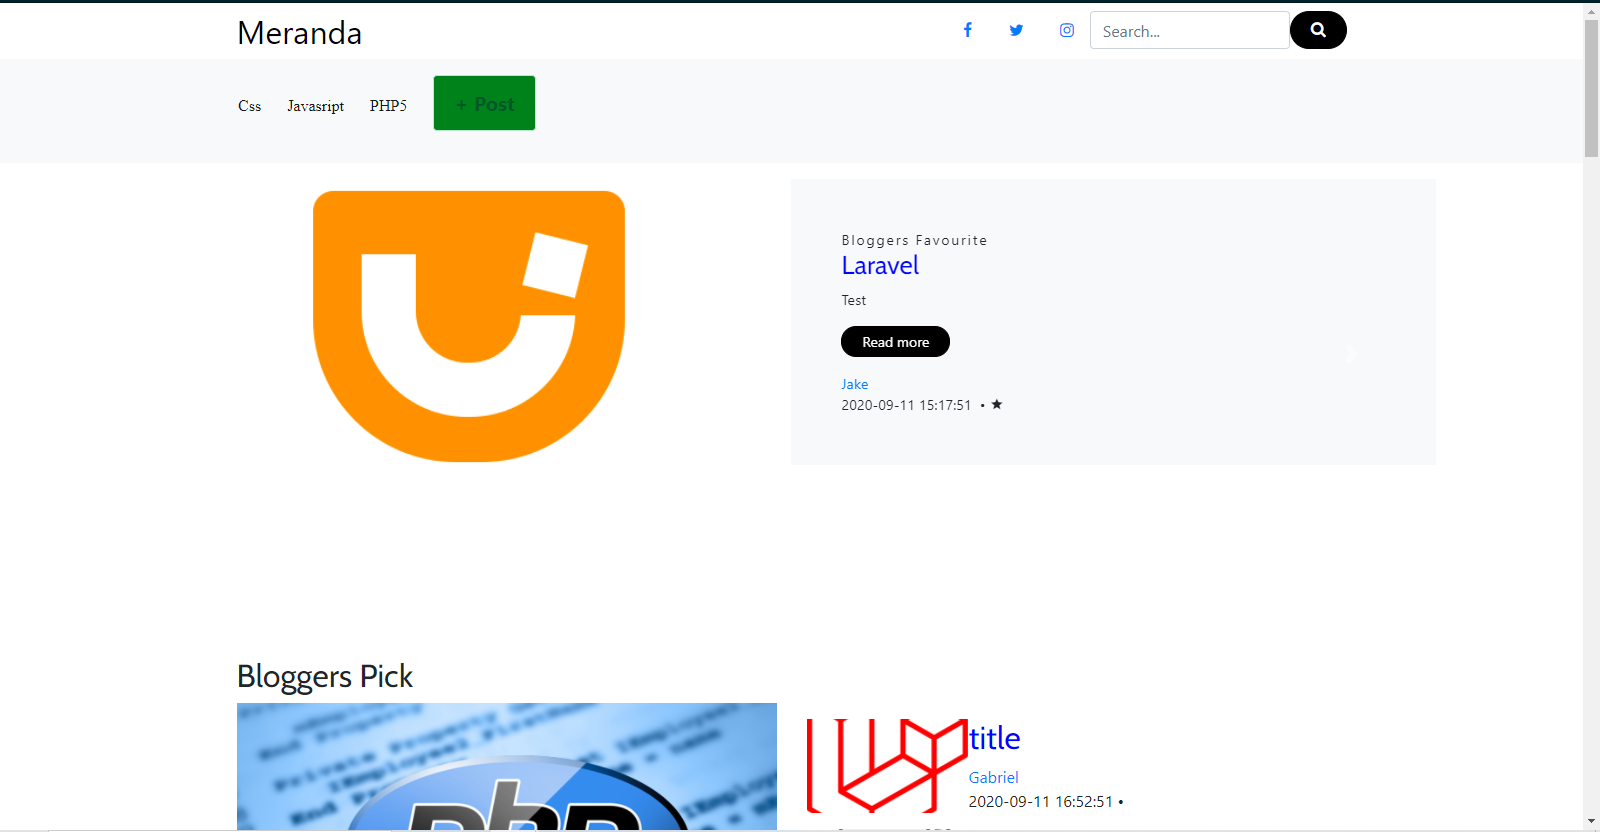 Meranda
Search...
Css Javasript PHP5 + Post
Bloggers Favourite
Laravel
Test
Read more
Jake
2020-09-11 15:17:51 • ★
Bloggers Pick
php
title
Gabriel
2020-09-11 16:52:51 •